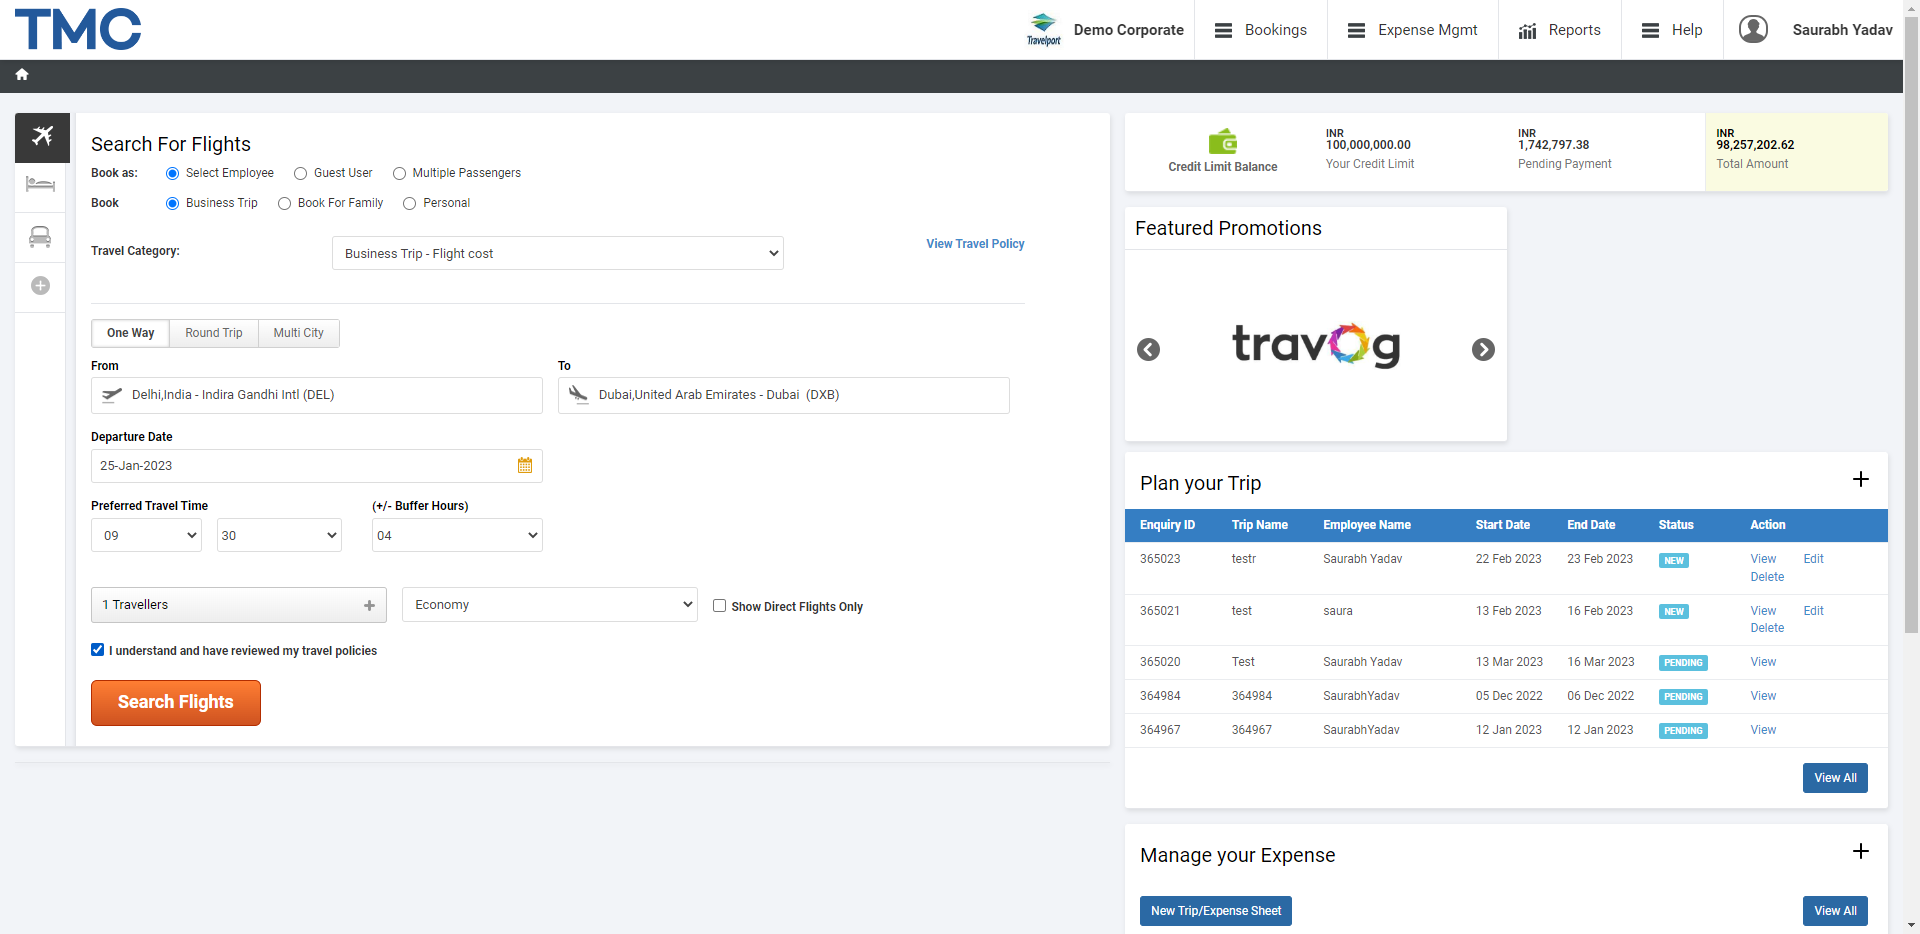 TMC
Travelport
Demo Corporate
Bookings
Expense Mgmt
Reports
Help
Saurabh Yadav
Search For Flights
Book as: Select Employee Guest User Multiple Passengers
Book Business Trip Book For Family Personal
Travel Category: Business Trip - Flight cost View Travel Policy
One Way Round Trip Multi City
From To
Delhi,India - Indira Gandhi Intl (DEL) Dubai,United Arab Emirates - Dubai (DXB)
Departure Date
25-Jan-2023
Preferred Travel Time (+/- Buffer Hours)
09 30 04
1 Travellers Economy Show Direct Flights Only
I understand and have reviewed my travel policies
Search Flights
Credit Limit Balance
INR
100,000,000.00
Your Credit Limit
INR
1,742,797.38
Pending Payment
INR
98,257,202.62
Total Amount
Featured Promotions
travog
Plan your Trip
Enquiry ID Trip Name Employee Name Start Date End Date Status Action
365023 testr Saurabh Yadav 22 Feb 2023 23 Feb 2023 NEW View Edit
Delete
365021 test saura 13 Feb 2023 16 Feb 2023 NEW View Edit
Delete
365020 Test Saurabh Yadav 13 Mar 2023 16 Mar 2023 PENDING View
364984 364984 SaurabhYadav 05 Dec 2022 06 Dec 2022 PENDING View
364967 364967 SaurabhYadav 12 Jan 2023 12 Jan 2023 PENDING View
View All
Manage your Expense
New Trip/Expense Sheet View All